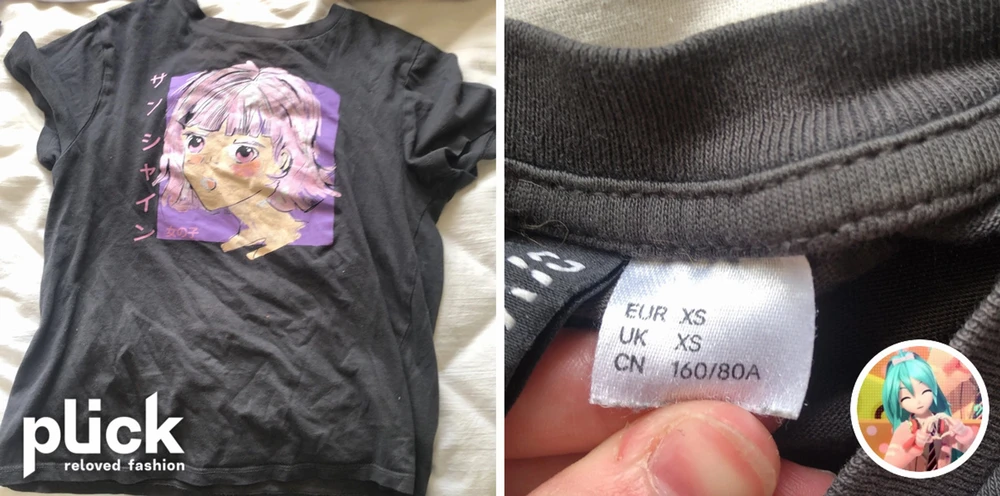 サンシャイン
女の子
plick
reloved fashion
EUR XS
UK XS
CN 160/80A